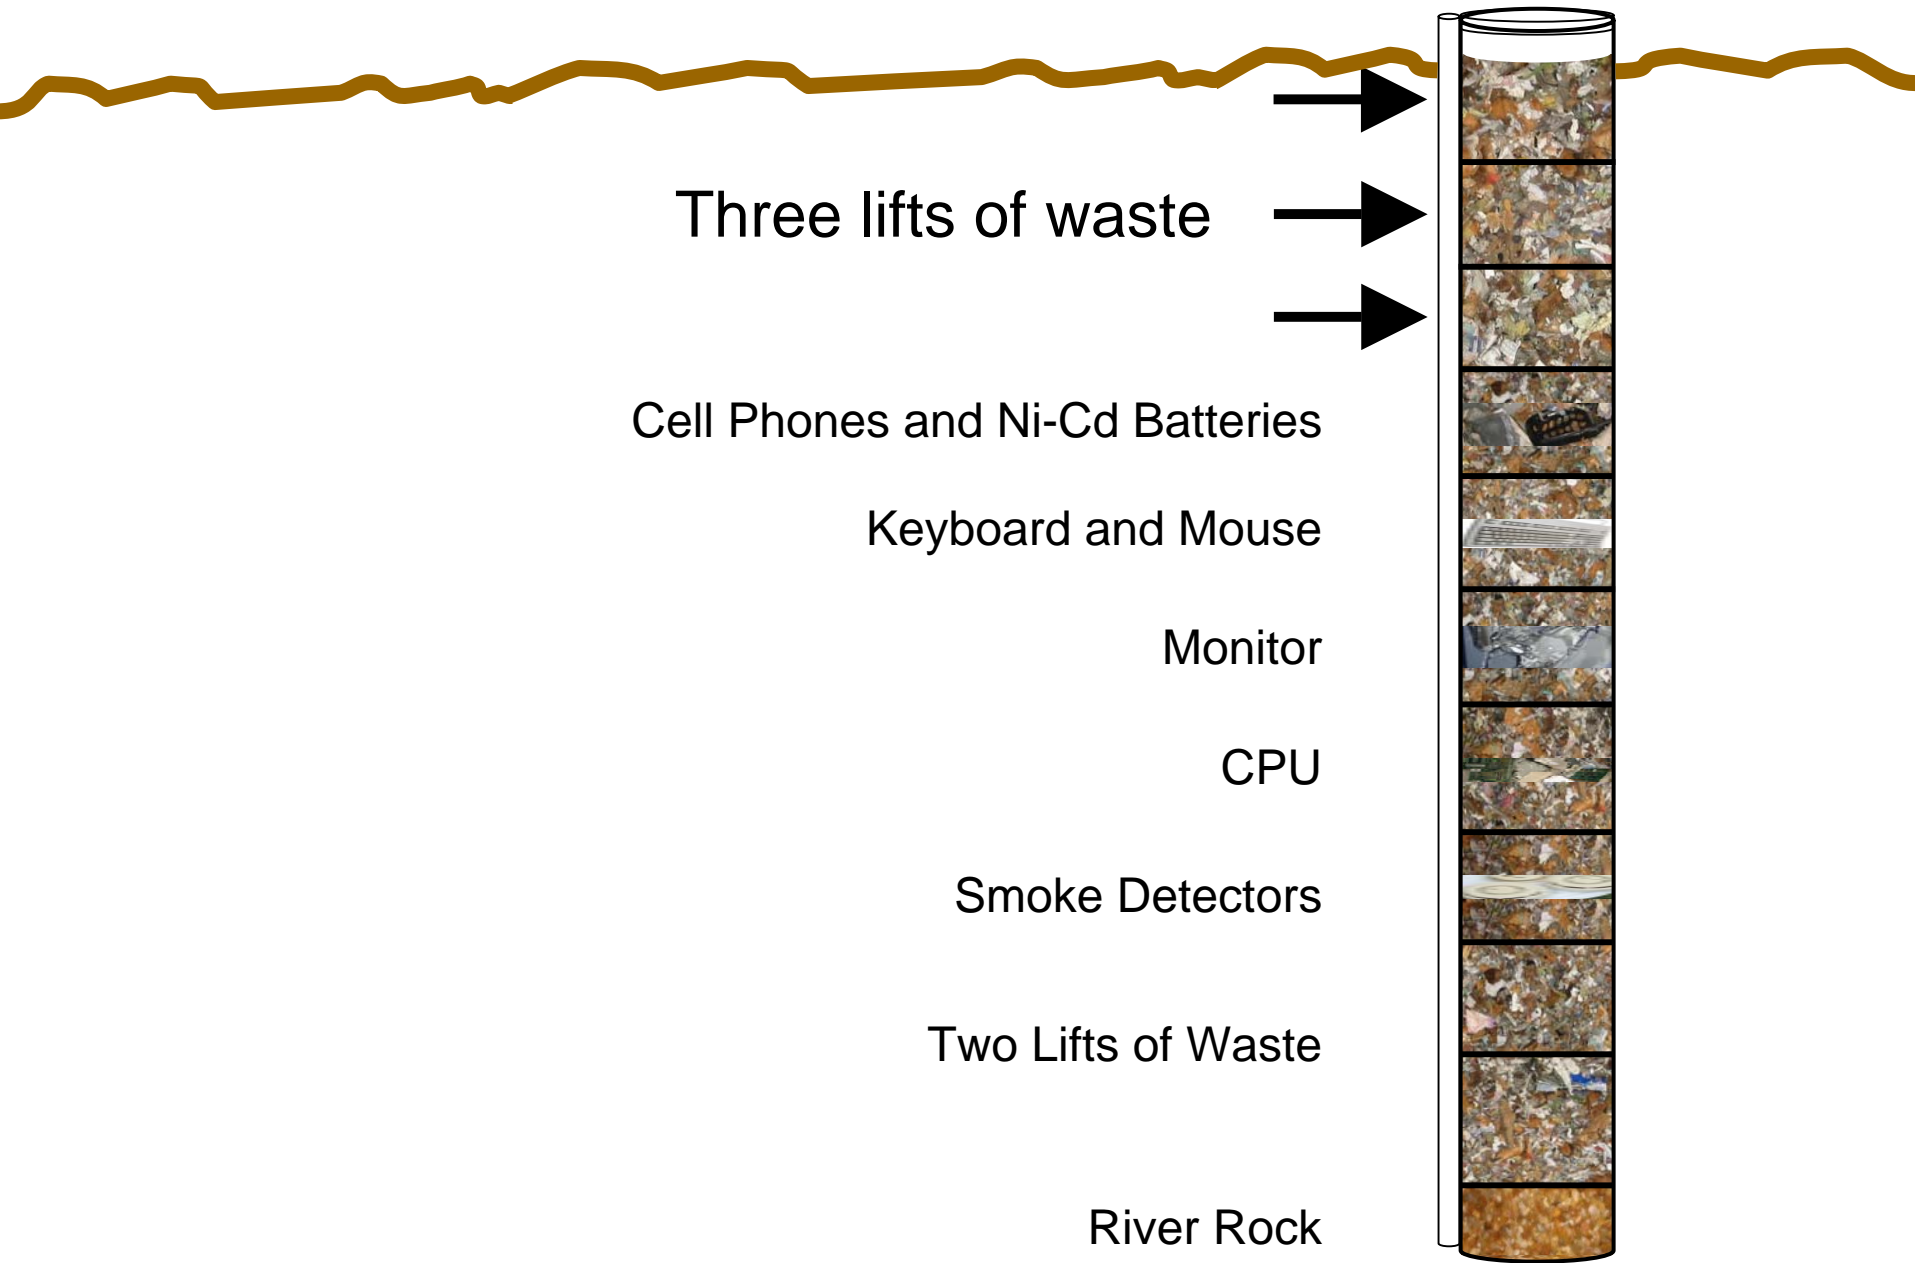 Three lifts of waste
Cell Phones and Ni-Cd Batteries
Keyboard and Mouse
Monitor
CPU
Smoke Detectors
Two Lifts of Waste
River Rock